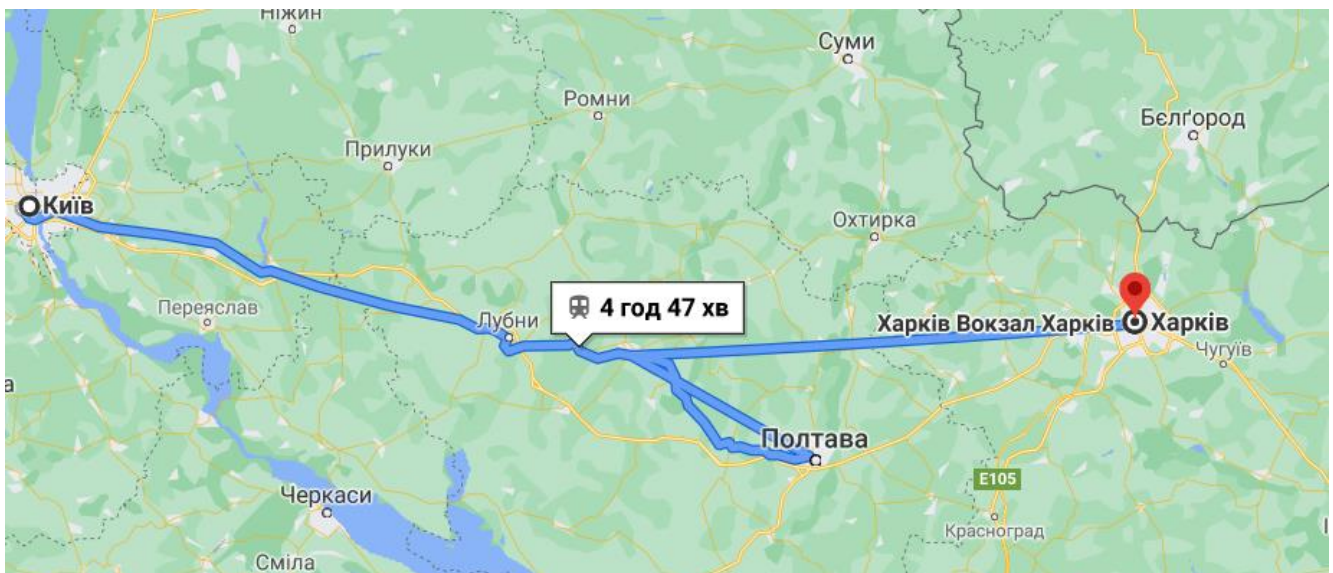 Ніжин
Суми
Ромни
Бєлґород
Прилуки
Київ
Охтирка
Переяслав
4 год 47 хв
Лубни
Харків Вокзал Харків
Харків
Чугуїв
а
Полтава
E105
Черкаси
Красноград
Сміла